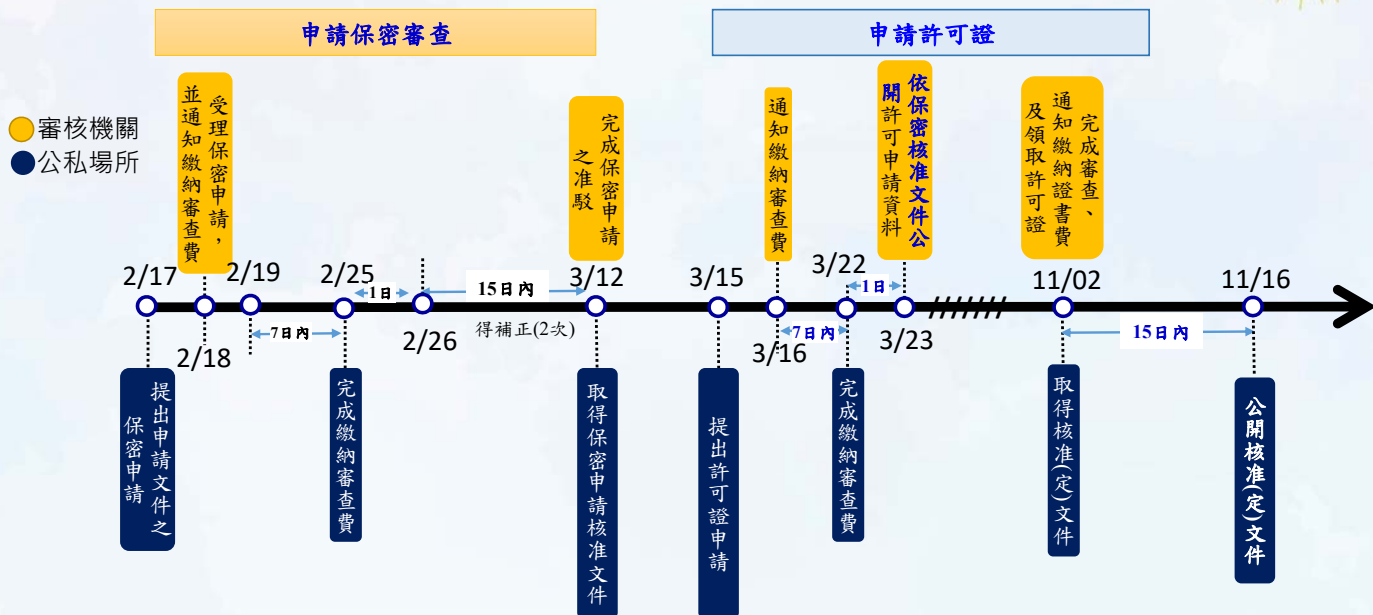 申請保密審查
申請許可證
審核機關
公私場所
受理保密申請，
並通知繳納審查費
完成保密申請
之准駁
通知繳納審查費
依保密核准文件公
開許可申請資料
完成審查、
通知繳納證書費
及領取許可證
2/17
2/19
2/25
1日
15日內
3/12
3/15
3/22
1日
11/02
11/16
2/18
7日內
2/26
得補正(2次)
3/16
7日內
3/23
15日內
提出申請文件之
保密申請
完成繳納審查費
取得保密申請核准文件
提出許可證申請
完成繳納審查費
取得核准(定)文件
公開核准(定)文件